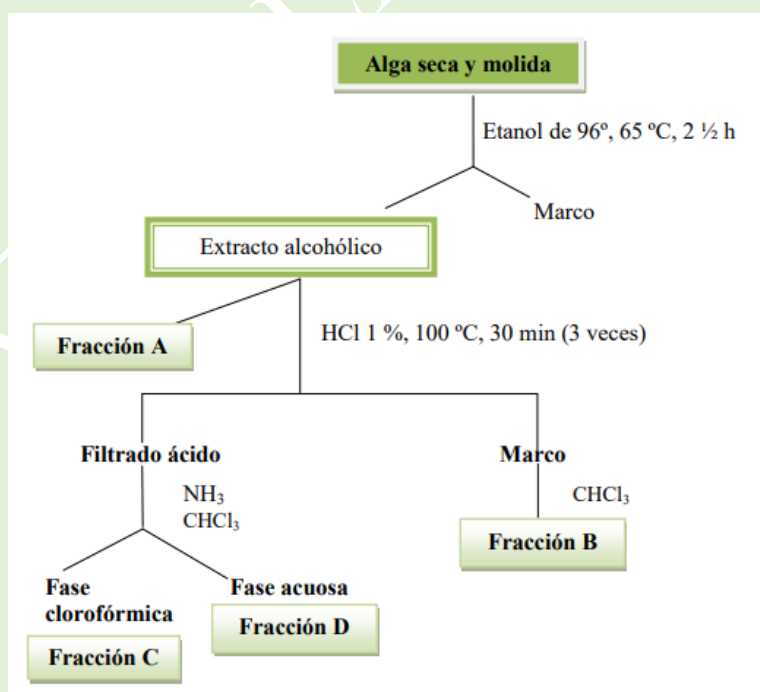 Alga seca y molida
Etanol de 96º, 65 ºC, 2 ½ h
Marco
Extracto alcohólico
HCl 1 %, 100 ºC, 30 min (3 veces)
Fracción A
Filtrado ácido
Marco
NH₃
CHCl₃
CHCl₃
Fracción B
Fase
clorofórmica
Fase acuosa
Fracción D
Fracción C